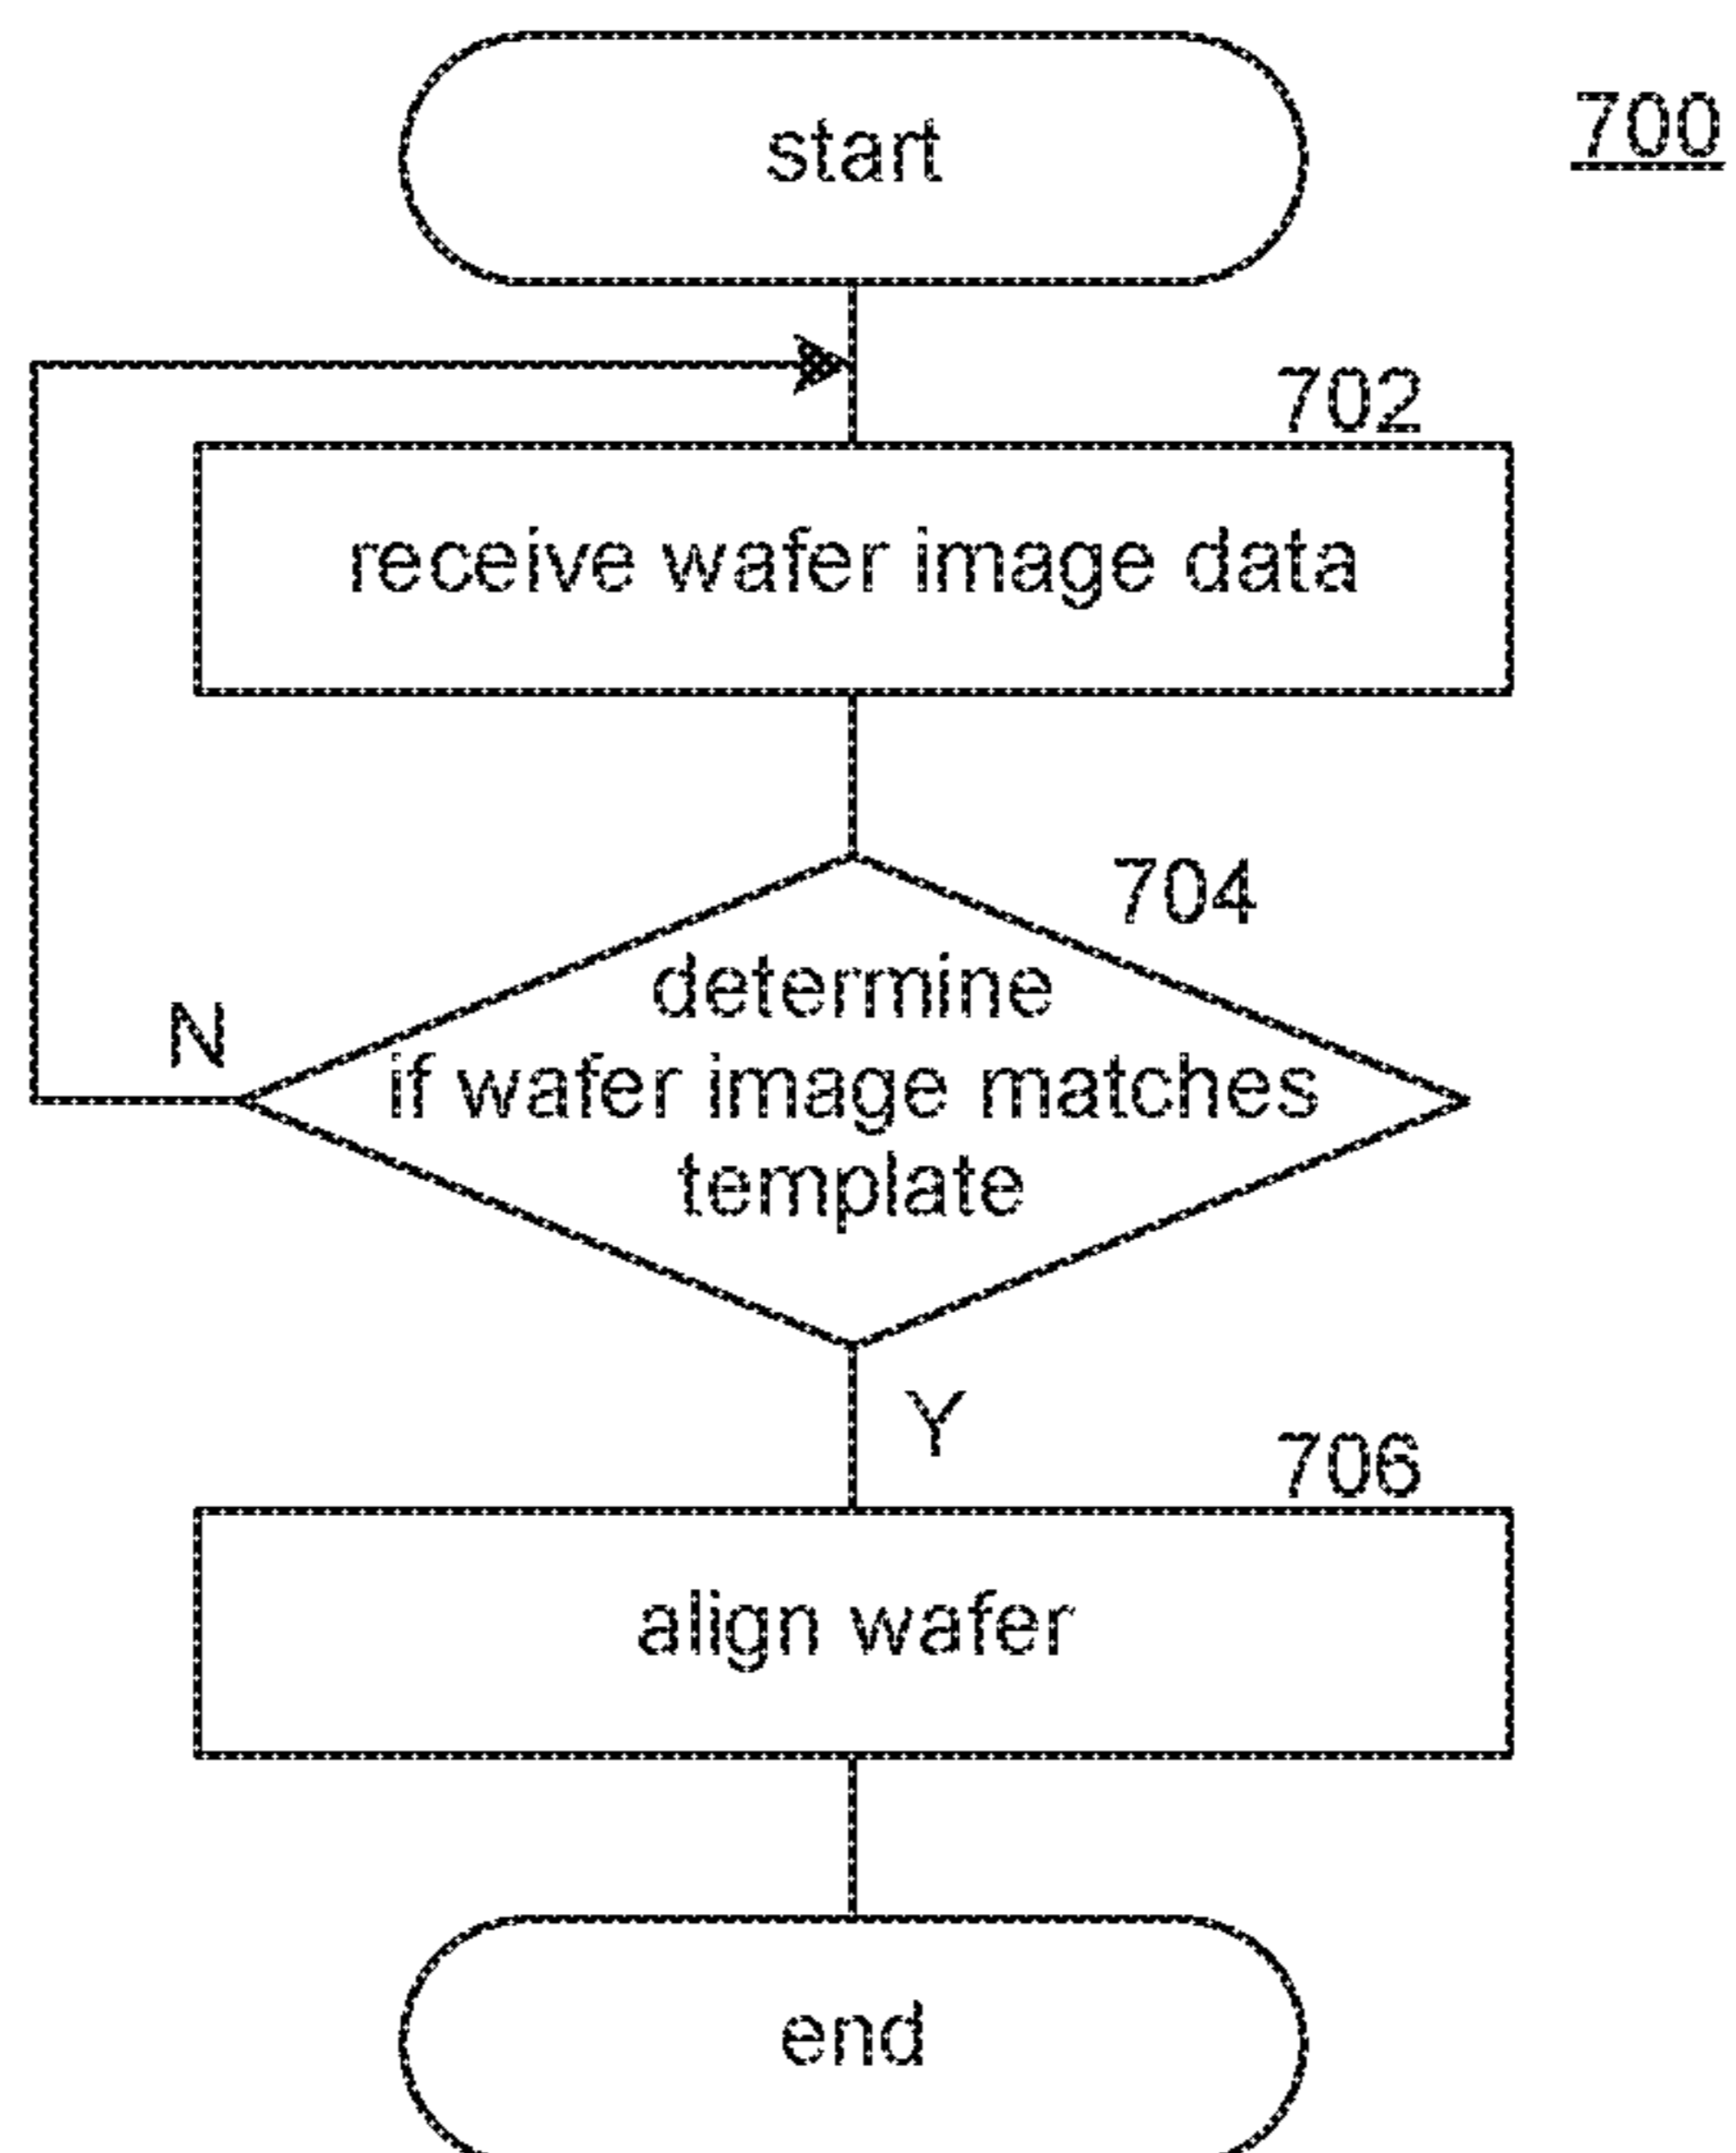 start
700
702
receive wafer image data
704
determine
if wafer image matches
template
N
Y
706
align wafer
end